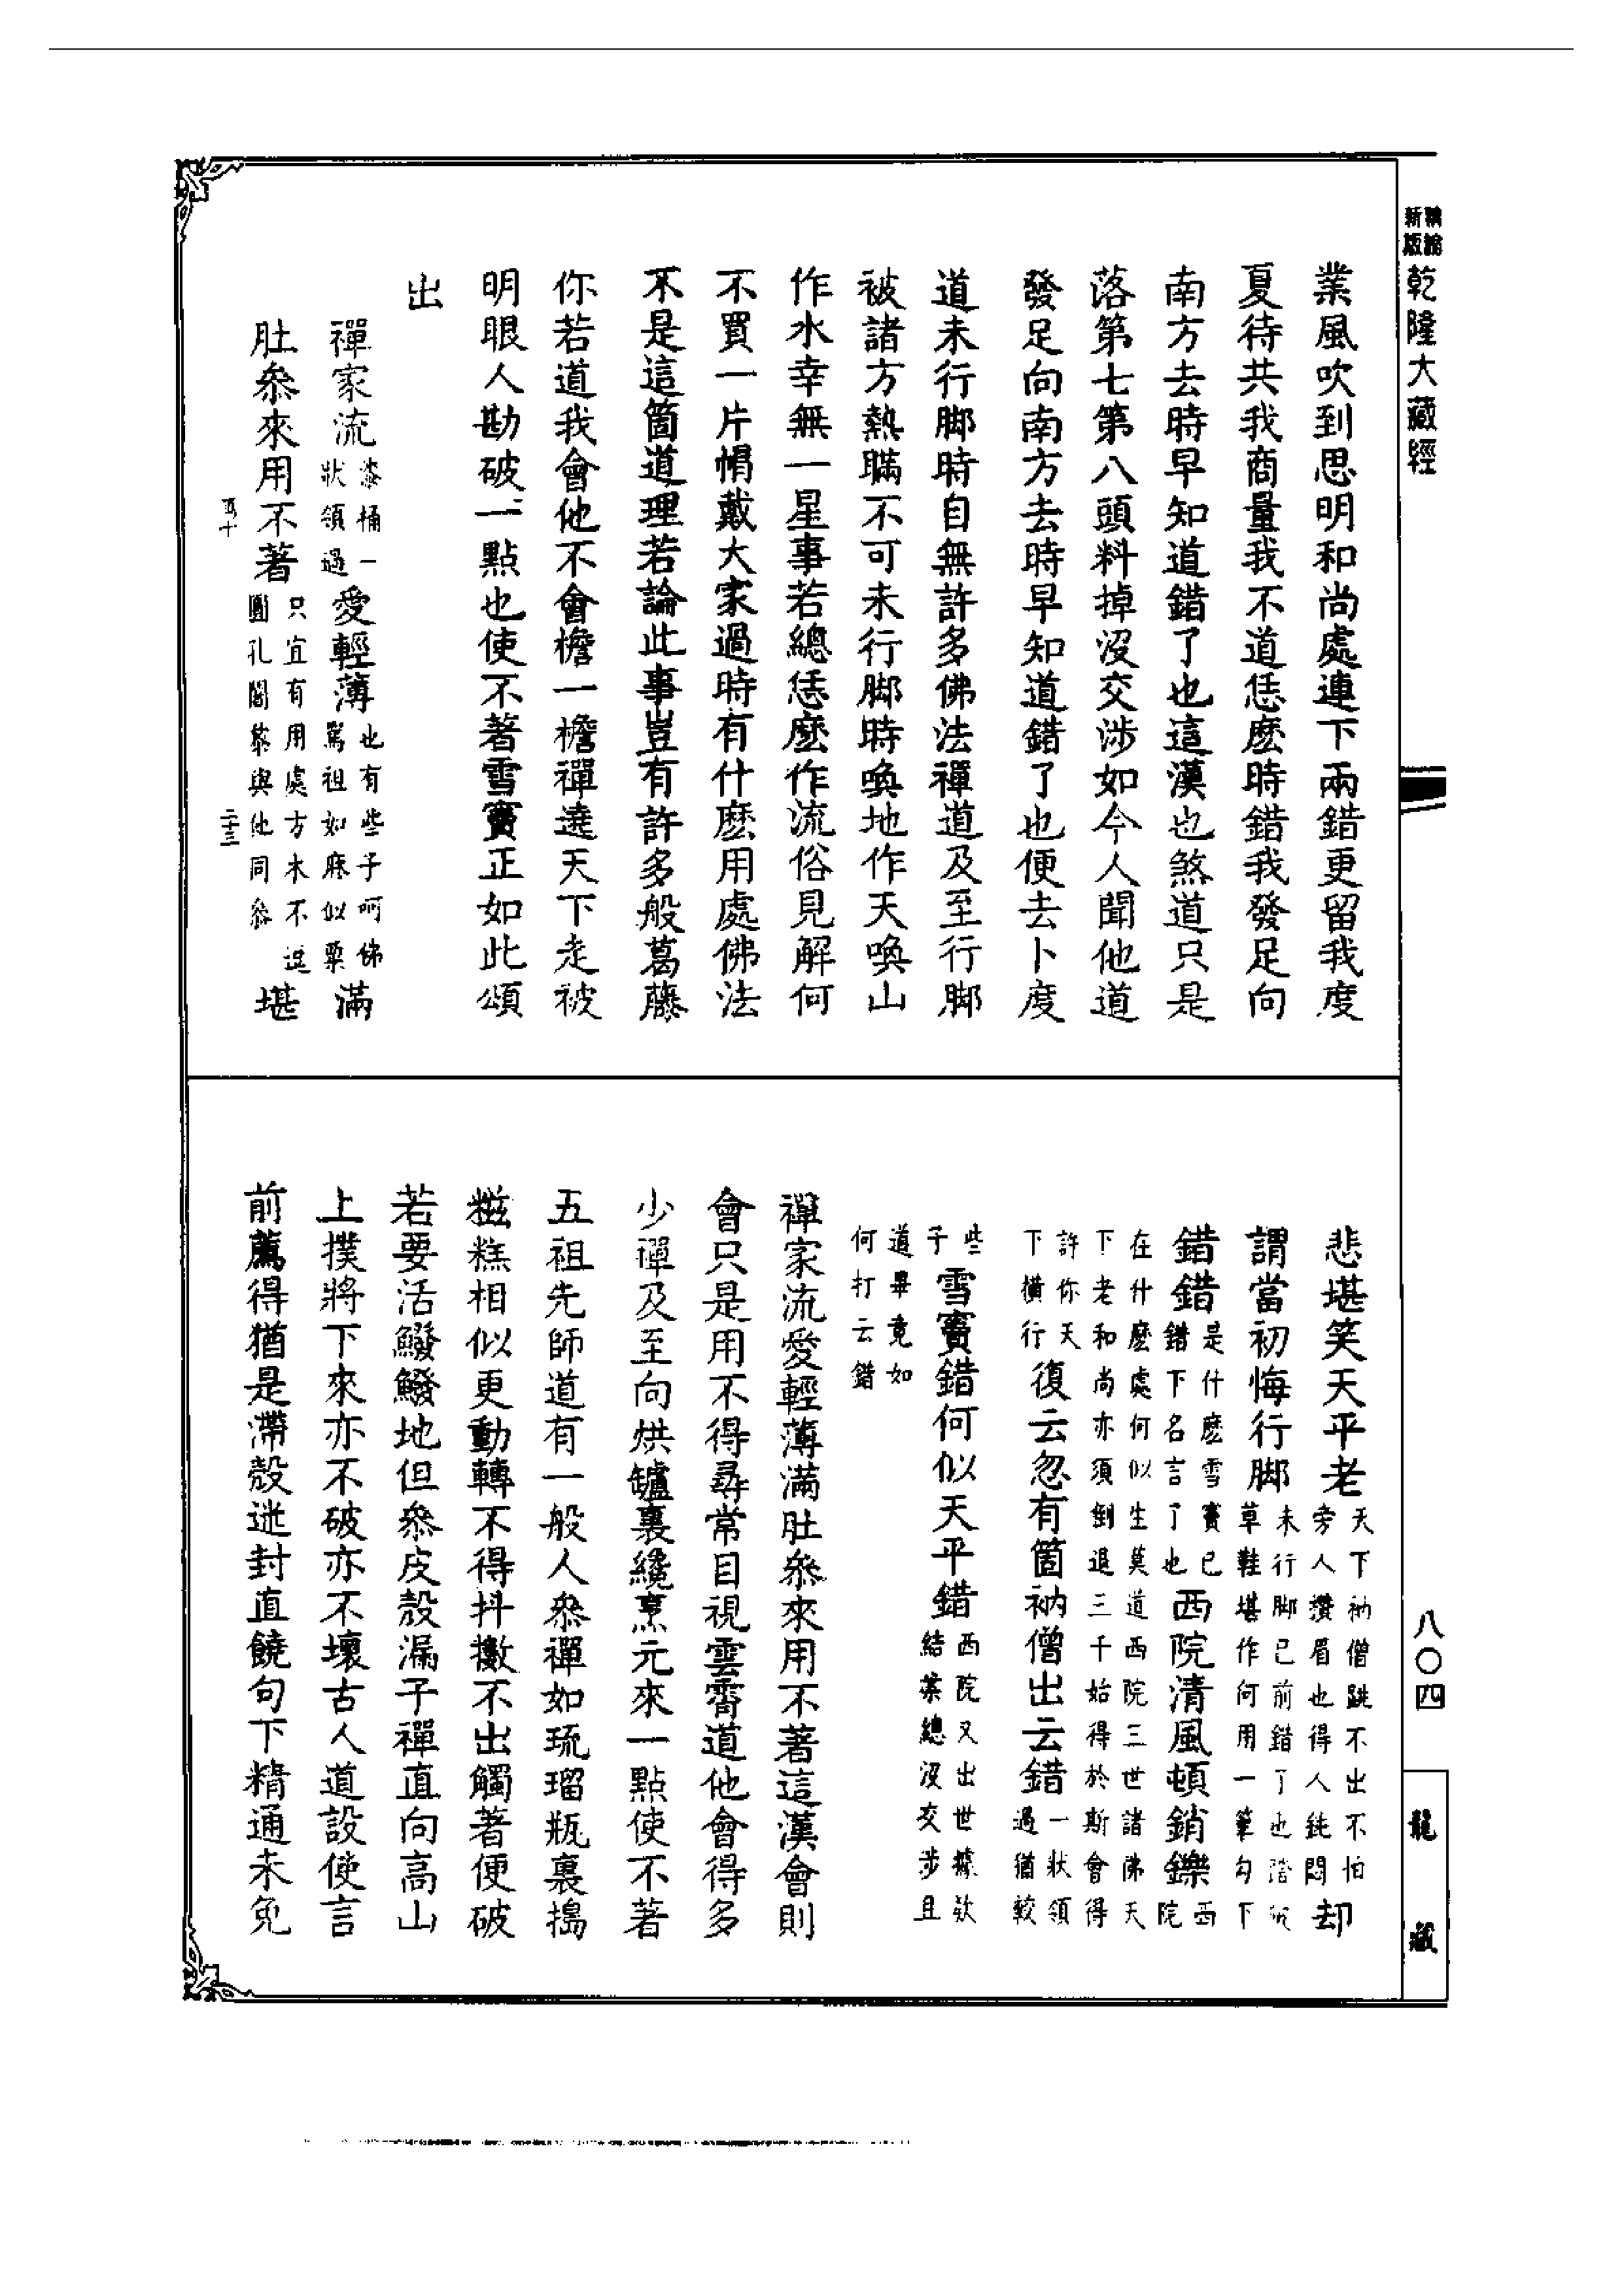 新版精縮乾隆大藏經
業風吹到思明和尚處連下兩錯更留我度
夏待共我商量我不道恁麽時錯我發足向
南方去時早知道錯了也這漢也煞道只是
落第七第八頭料掉沒交涉如今人聞他道
發足向南方去時早知道錯了也便去卜度
道未行脚時自無許多佛法禪道及至行脚
被諸方熱瞞不可未行脚時喚地作天喚山
作水幸無一星事若總恁麽作流俗見解何
不買一片帽戴大家過時有什麽用處佛法
不是這箇道理若論此事豈有許多般葛藤
你若道我會他不會檐一檐禪遶天下走被
明眼人勘破一點也使不著雪竇正如此頌
出
禪家流漆桶一狀領過愛輕薄也有些子呵佛罵祖如麻似粟滿
肚叅來用不著只宜有用處方木不逗圓孔闍黎與他同叅堪
二十三
悲堪笑天平老天下衲僧跳不出不怕旁人攢眉也得人鈍悶却
謂當初悔行脚未行脚已前錯了也踏破草鞋堪作何用一筆勾下
錯錯是什麽雪竇已錯下名言了也西院清風頓銷鑠西院
在什麽處何似生莫道西院三世諸佛天下老和尚亦須倒退三千始得於斯會得
許你天下橫行復云忽有箇衲僧出云錯一狀領過猶較
些子雪竇錯何似天平錯西院又出世據欵結案總沒交涉且
道畢竟如何打云錯
禪家流愛輕薄滿肚叅來用不著這漢會則
會只是用不得尋常目視雲霄道他會得多
少禪及至向烘鑪裏纔烹元來一點使不著
五祖先師道有一般人叅禪如琉璃瓶裏搗
糍糕相似更動轉不得抖擻不出觸著便破
若要活鱍鱍地但叅皮殼漏子禪直向高山
上撲將下來亦不破亦不壞古人道設使言
前薦得猶是滯殼迷封直饒句下精通未免
八〇四
龍藏